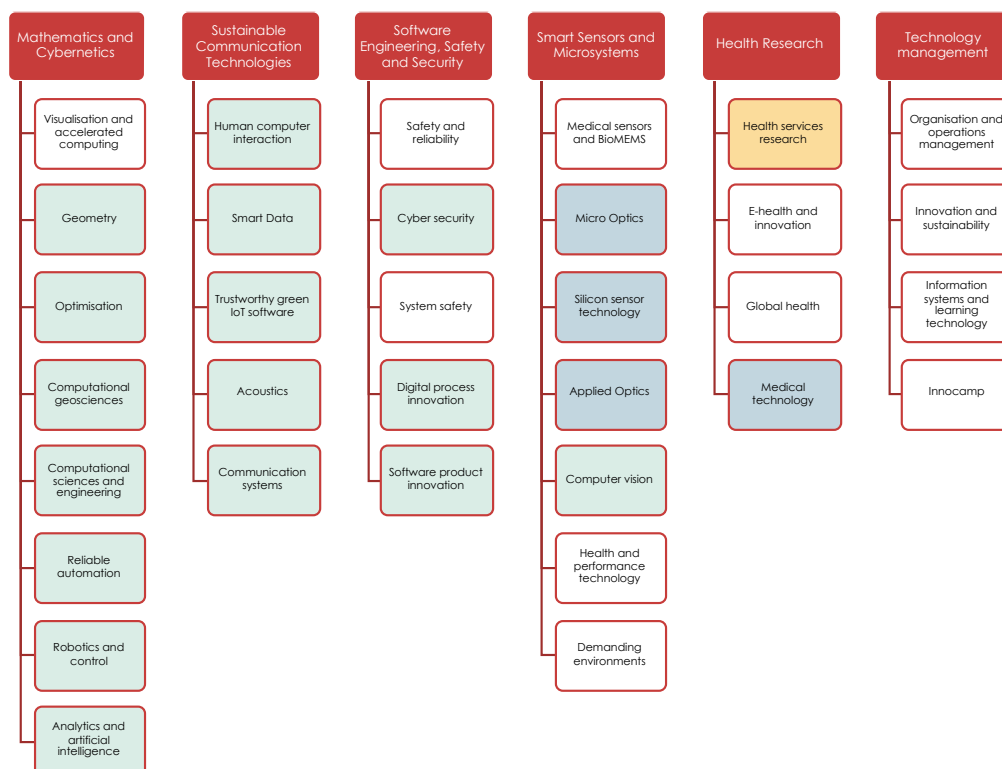 Mathematics and
Cybernetics
Visualisation and
accelerated
computing
Geometry
Optimisation
Computational
geosciences
Computational
sciences and
engineering
Reliable
automation
Robotics and
control
Analytics and
artificial
intelligence
Sustainable
Communication
Technologies
Human computer
interaction
Smart Data
Trustworthy green
IoT software
Acoustics
Communication
systems
Software
Engineering, Safety
and Security
Safety and
reliability
Cyber security
System safety
Digital process
innovation
Software product
innovation
Smart Sensors and
Microsystems
Medical sensors
and BioMEMS
Micro Optics
Silicon sensor
technology
Applied Optics
Computer vision
Health and
performance
technology
Demanding
environments
Health Research
Health services
research
E-health and
innovation
Global health
Medical
technology
Technology
management
Organisation and
operations
management
Innovation and
sustainability
Information
systems and
learning
technology
Innocamp